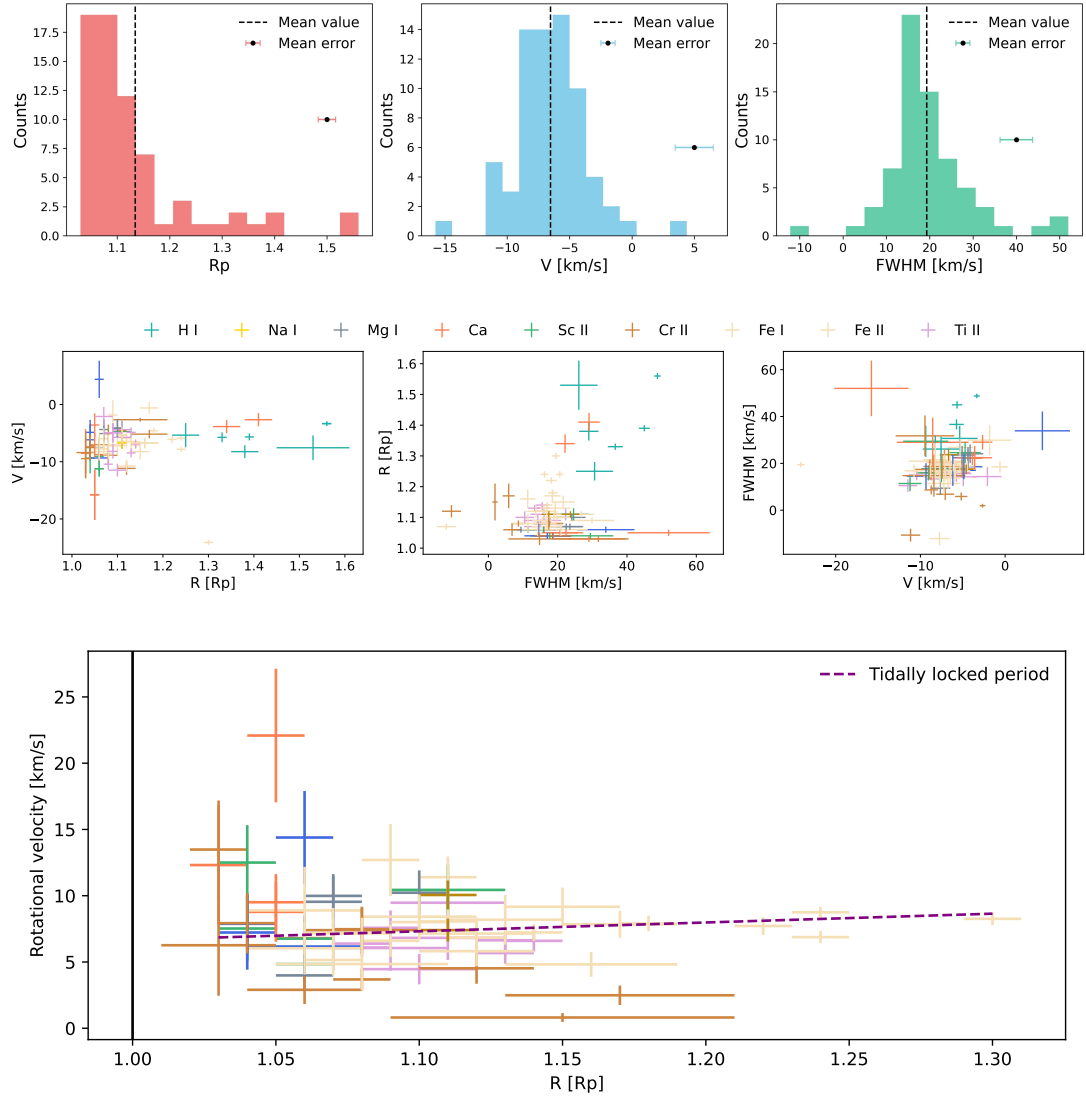 Mean value
Mean error
Counts
17.5
15.0
12.5
10.0
7.5
5.0
2.5
0.0
1.1 1.2 1.3 1.4 1.5
Rp
Mean value
Mean error
Counts
14
12
10
8
6
4
2
0
−15 −10 −5 0 5
V [km/s]
Mean value
Mean error
Counts
20
15
10
5
0
−10 0 10 20 30 40 50
FWHM [km/s]
H I Na I Mg I Ca Sc II Cr II Fe I Fe II Ti II
V [km/s]
0
−10
−20
1.0 1.1 1.2 1.3 1.4 1.5 1.6
R [Rp]
R [Rp]
1.6
1.5
1.4
1.3
1.2
1.1
1.0
0 20 40 60
FWHM [km/s]
FWHM [km/s]
60
40
20
0
−20 −10 0
V [km/s]
Tidally locked period
Rotational velocity [km/s]
25
20
15
10
5
0
1.00 1.05 1.10 1.15 1.20 1.25 1.30
R [Rp]